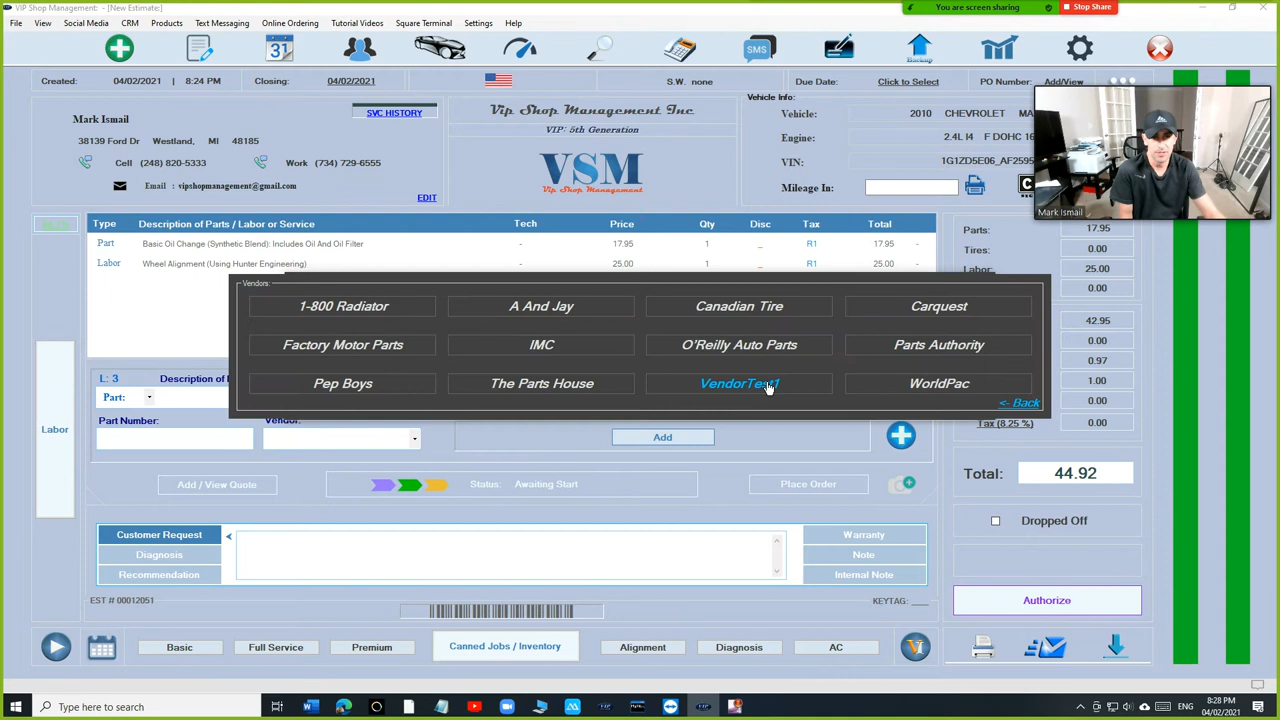 VIP Shop Management: - [New Estimate:]
You are screen sharing
Stop Share
File View Social Media CRM Products Text Messaging Online Ordering Tutorial Videos Square Terminal Settings Help
31
SMS
Backup
Created: 04/02/2021 | 8:24 PM Closing: 04/02/2021 S.W. none Due Date: Click to Select PO Number: Add/View
Mark Ismail
SVC HISTORY
38139 Ford Dr Westland, MI 48185
Cell (248) 820-5333 Work (734) 729-6555
Email : vipshopmanagement@gmail.com
EDIT
Vip Shop Management Inc
VIP: 5th Generation
VSM
Vip Shop Management
Vehicle Info:
Vehicle: 2010 CHEVROLET MA
Engine: 2.4L I4 F DOHC 16
VIN: 1G1ZD5E06_AF2595
Mileage In:
Mark Ismail
Type Description of Parts / Labor or Service Tech Price Qty Disc Tax Total
Part Basic Oil Change (Synthetic Blend): Includes Oil And Oil Filter - 17.95 1 _ R1 17.95 -
Labor Wheel Alignment (Using Hunter Engineering) - 25.00 1 _ R1 25.00 -
Parts: 17.95
Tires: 0.00
Labor: 25.00
0.00
42.95
0.00
0.97
1.00
0.00
Tax (8.25 %) 0.00
Vendors:
1-800 Radiator A And Jay Canadian Tire Carquest
Factory Motor Parts IMC O'Reilly Auto Parts Parts Authority
Pep Boys The Parts House VendorTest1 WorldPac
<- Back
Labor
L: 3 Description of
Part:
Part Number: Vendor:
Add
Add / View Quote Status: Awaiting Start Place Order
Total: 44.92
Dropped Off
Customer Request
Diagnosis
Recommendation
Warranty
Note
Internal Note
EST # 00012051 KEYTAG: ____
Authorize
Basic Full Service Premium Canned Jobs / Inventory Alignment Diagnosis AC
Type here to search
ENG
8:28 PM
04/02/2021